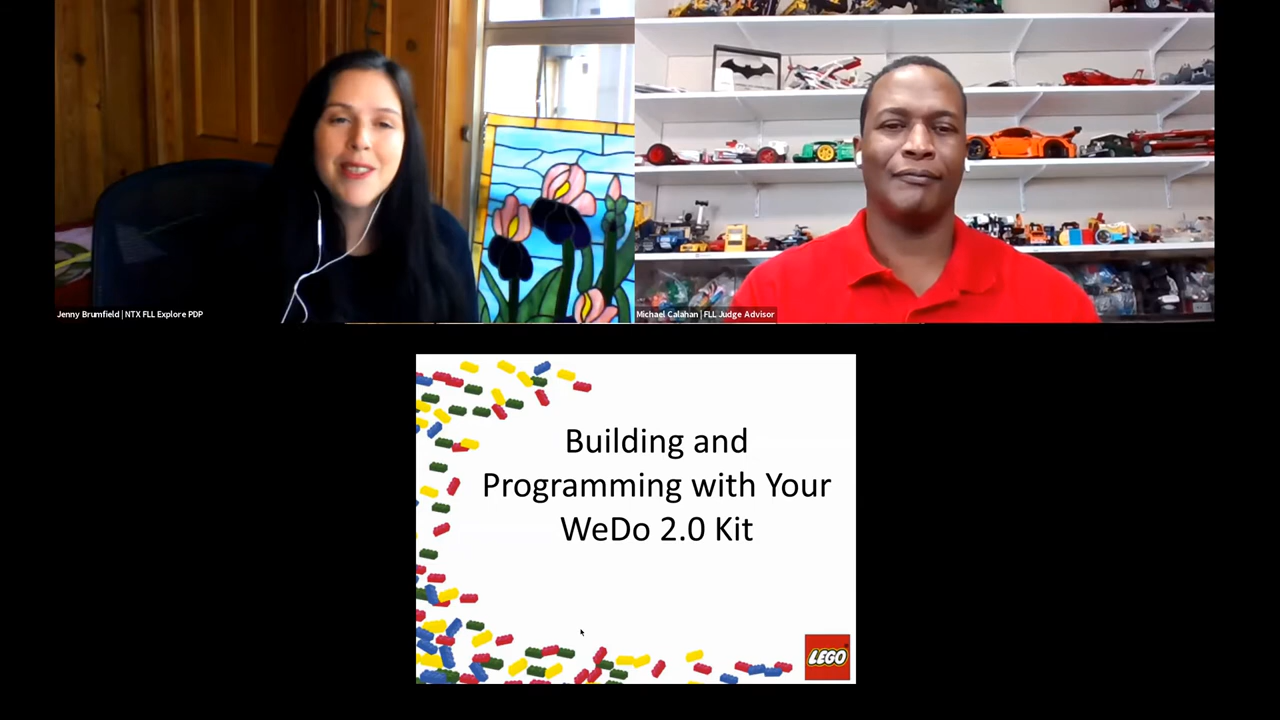 Jenny Brumfield | NTX FLL Explore PDP
Michael Calahan | FLL Judge Advisor
Building and
Programming with Your
WeDo 2.0 Kit
LEGO